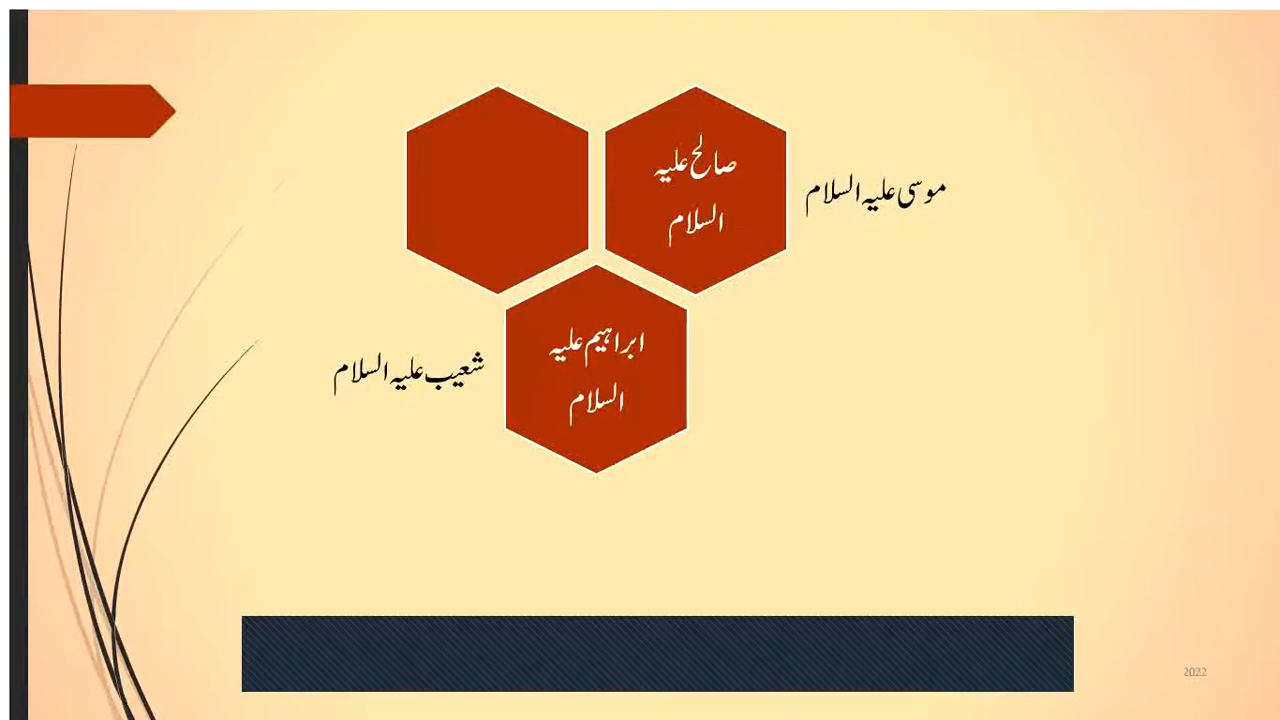 صالح علیہ
السلام
موسی علیہ السلام
ابراہیم علیہ
السلام
شعیب علیہ السلام
2022